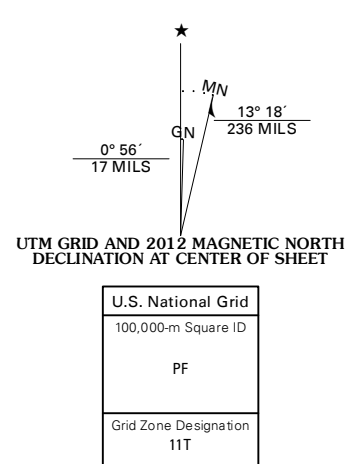 ★
MN
GN
13° 18´
236 MILS
0° 56´
17 MILS
UTM GRID AND 2012 MAGNETIC NORTH
DECLINATION AT CENTER OF SHEET
U.S. National Grid
100,000-m Square ID
PF
Grid Zone Designation
11T